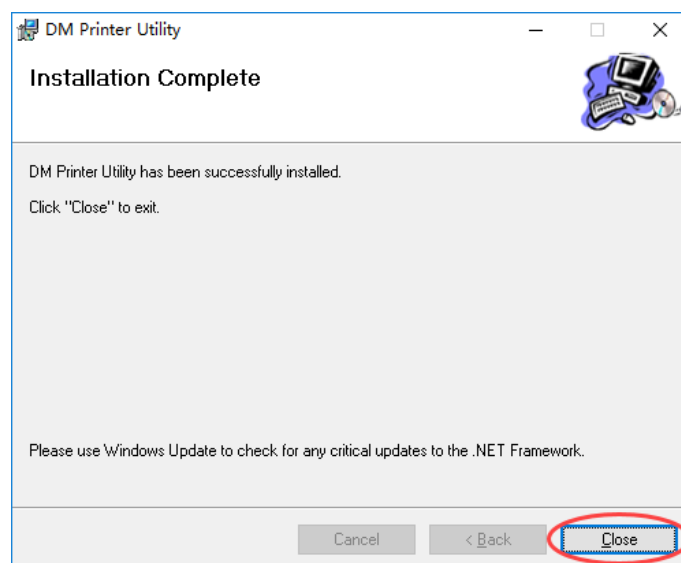 DM Printer Utility
Installation Complete
DM Printer Utility has been successfully installed.
Click "Close" to exit.
Please use Windows Update to check for any critical updates to the .NET Framework.
Cancel
< Back
Close